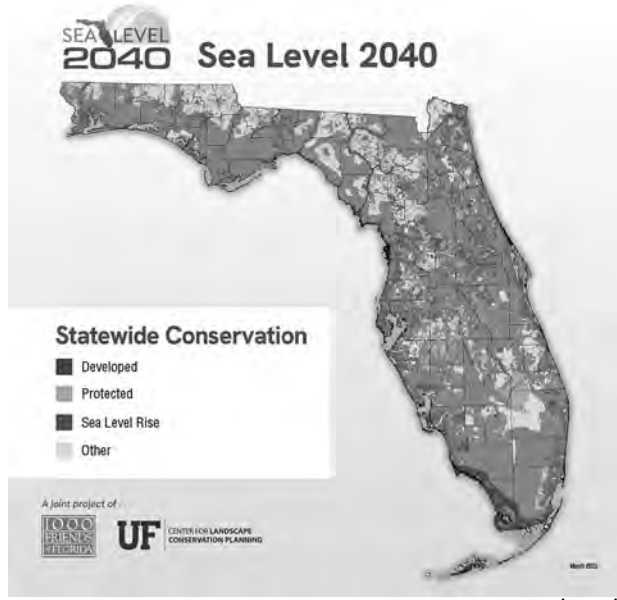 SEA LEVEL
2040
Sea Level 2040
Statewide Conservation
Developed
Protected
Sea Level Rise
Other
A joint project of
1000
FRIENDS
OF FLORIDA
UF
CENTER FOR LANDSCAPE
CONSERVATION PLANNING
March